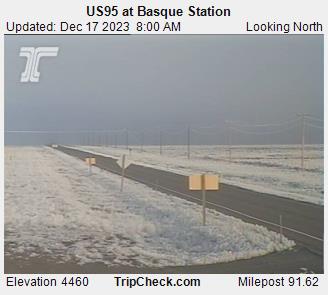 US95 at Basque Station
Updated: Dec 17 2023 8:00 AM Looking North
Elevation 4460 TripCheck.com Milepost 91.62